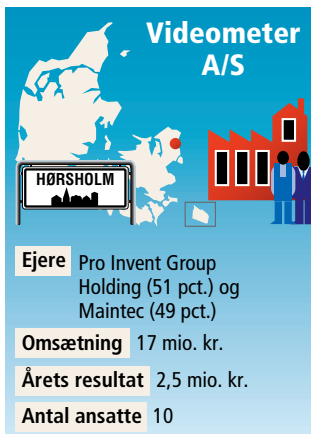 Videometer
A/S
HØRSHOLM
Ejere Pro Invent Group
Holding (51 pct.) og
Maintec (49 pct.)
Omsætning 17 mio. kr.
Årets resultat 2,5 mio. kr.
Antal ansatte 10